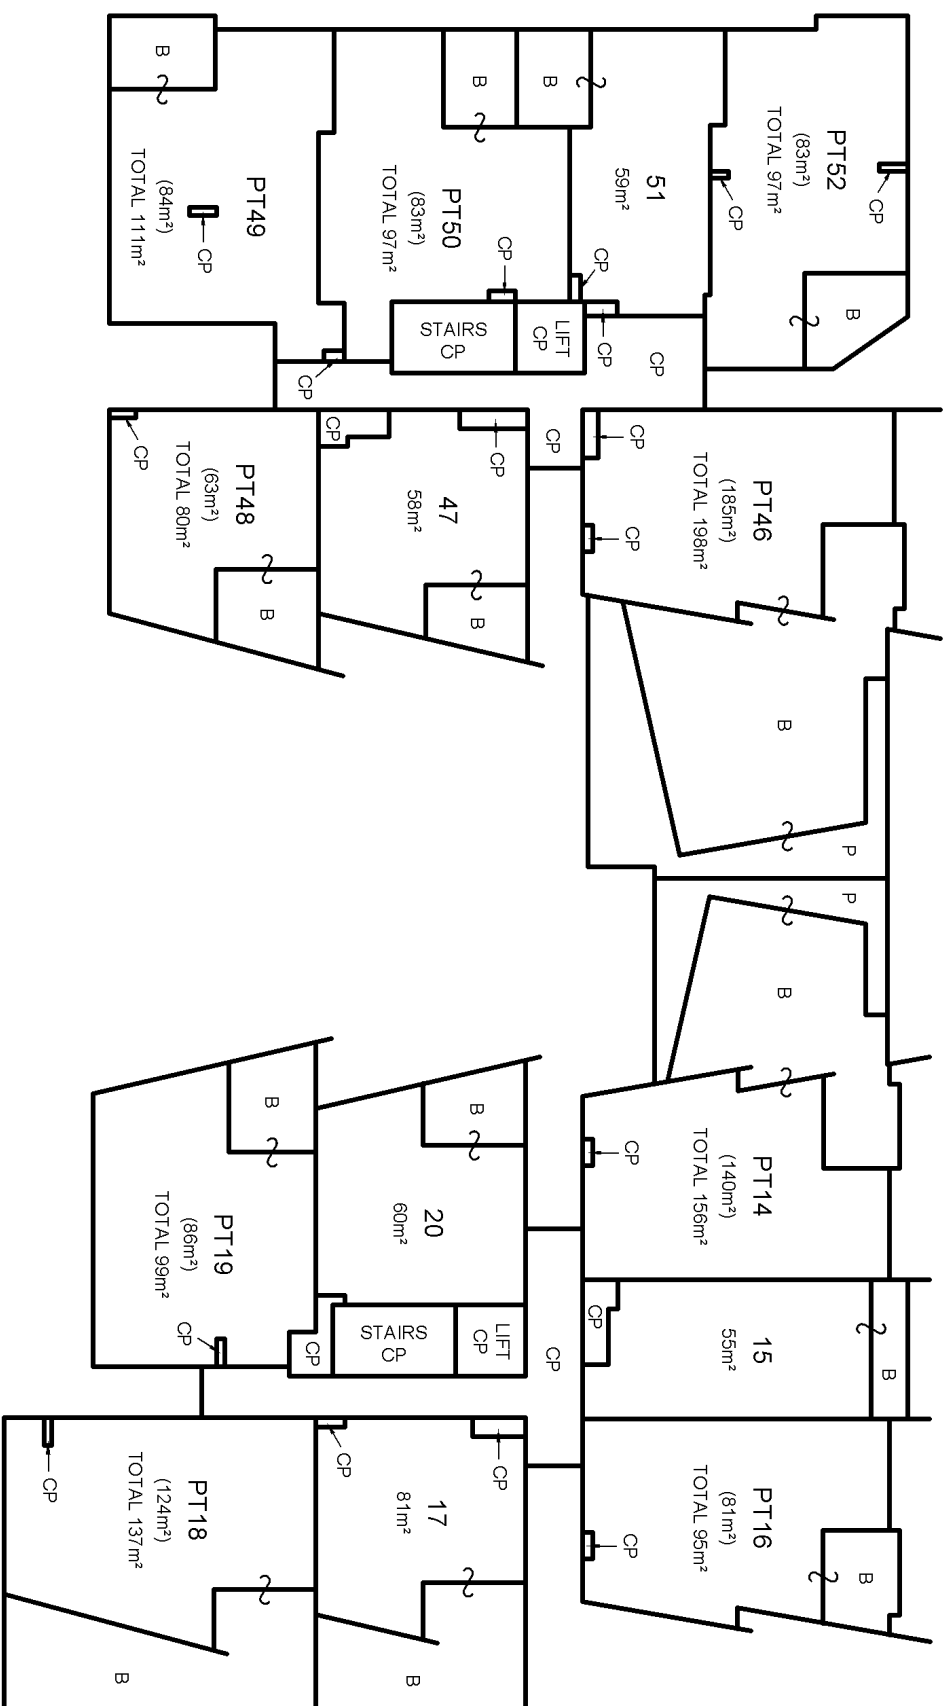 PT52
(83m²)
TOTAL 97m²
CP
CP
B
PT46
(185m²)
TOTAL 198m²
CP
CP
B
P
P
B
PT14
(140m²)
TOTAL 156m²
CP
B
15
55m²
CP
B
PT16
(81m²)
TOTAL 95m²
CP
51
59m²
B
CP
CP
CP
LIFT
CP
STAIRS
CP
CP
B
PT50
(83m²)
TOTAL 97m²
CP
CP
47
58m²
B
CP
B
20
60m²
CP
LIFT
CP
STAIRS
CP
CP
CP
17
81m²
B
CP
B
PT49
(84m²)
TOTAL 111m²
CP
CP
PT48
(63m²)
TOTAL 80m²
CP
B
B
PT19
(86m²)
TOTAL 99m²
CP
PT18
(124m²)
TOTAL 137m²
CP
B